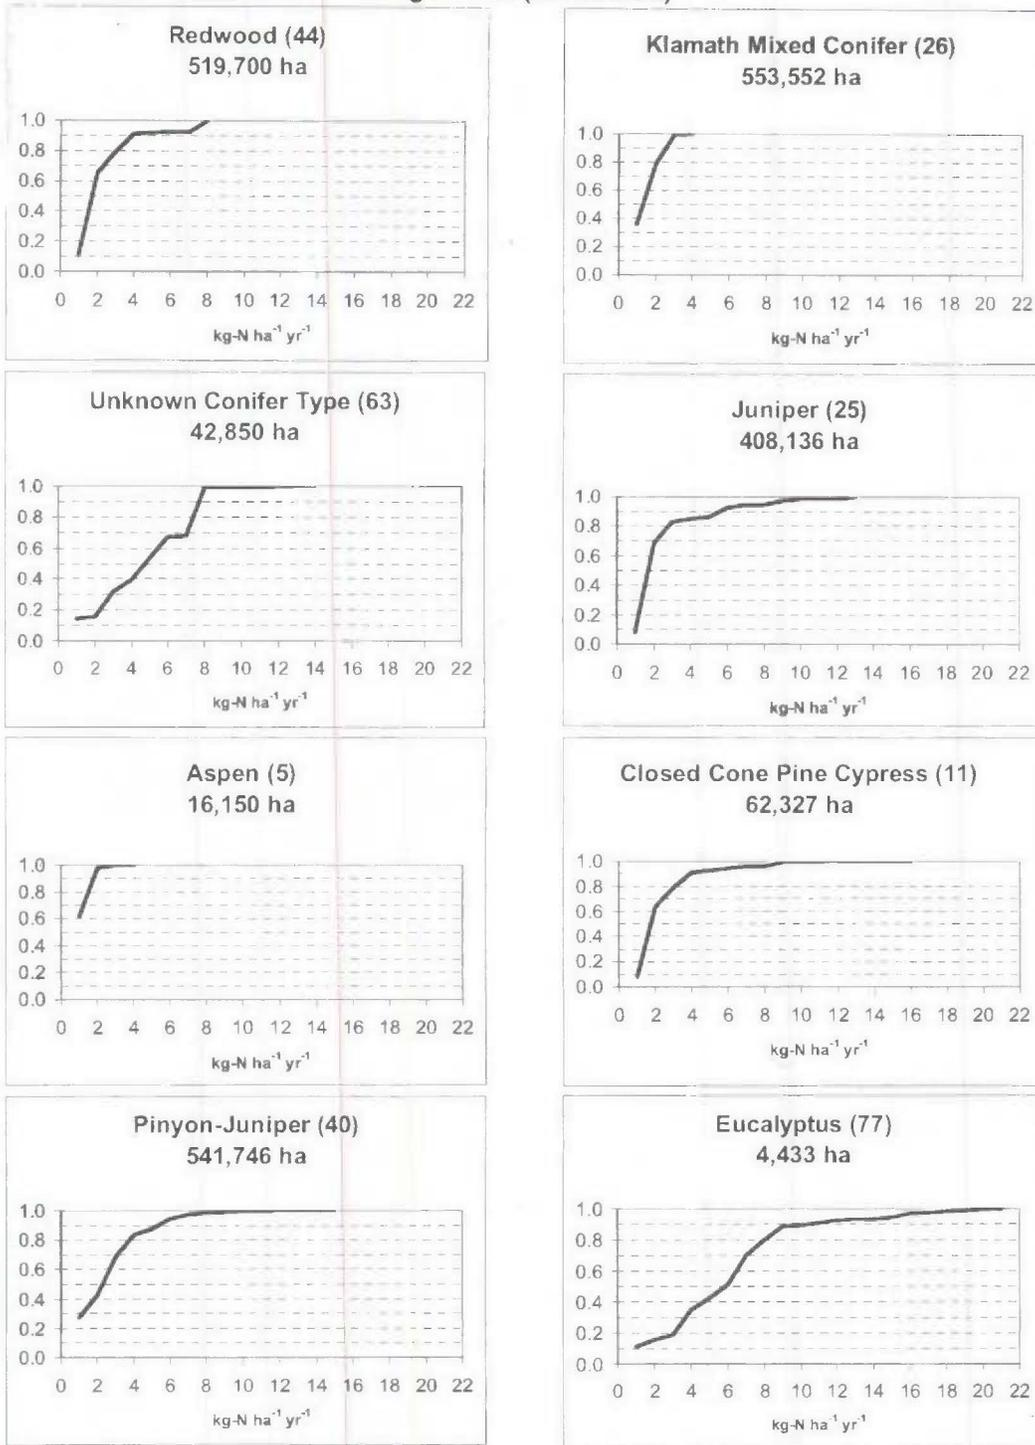 Redwood (44)
519,700 ha
1.0
0.8
0.6
0.4
0.2
0.0
0 2 4 6 8 10 12 14 16 18 20 22
kg-N ha⁻¹ yr⁻¹
Klamath Mixed Conifer (26)
553,552 ha
1.0
0.8
0.6
0.4
0.2
0.0
0 2 4 6 8 10 12 14 16 18 20 22
kg-N ha⁻¹ yr⁻¹
Unknown Conifer Type (63)
42,850 ha
1.0
0.8
0.6
0.4
0.2
0.0
0 2 4 6 8 10 12 14 16 18 20 22
kg-N ha⁻¹ yr⁻¹
Juniper (25)
408,136 ha
1.0
0.8
0.6
0.4
0.2
0.0
0 2 4 6 8 10 12 14 16 18 20 22
kg-N ha⁻¹ yr⁻¹
Aspen (5)
16,150 ha
1.0
0.8
0.6
0.4
0.2
0.0
0 2 4 6 8 10 12 14 16 18 20 22
kg-N ha⁻¹ yr⁻¹
Closed Cone Pine Cypress (11)
62,327 ha
1.0
0.8
0.6
0.4
0.2
0.0
0 2 4 6 8 10 12 14 16 18 20 22
kg-N ha⁻¹ yr⁻¹
Pinyon-Juniper (40)
541,746 ha
1.0
0.8
0.6
0.4
0.2
0.0
0 2 4 6 8 10 12 14 16 18 20 22
kg-N ha⁻¹ yr⁻¹
Eucalyptus (77)
4,433 ha
1.0
0.8
0.6
0.4
0.2
0.0
0 2 4 6 8 10 12 14 16 18 20 22
kg-N ha⁻¹ yr⁻¹